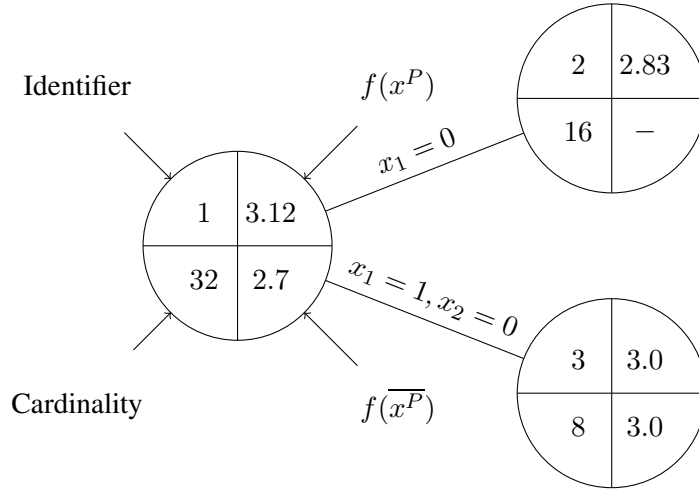 Identifier
f(x^P)
x_1 = 0
2 2.83
16 −
1 3.12
32 2.7
x_1 = 1, x_2 = 0
3 3.0
8 3.0
Cardinality
f(\overline{x^P})